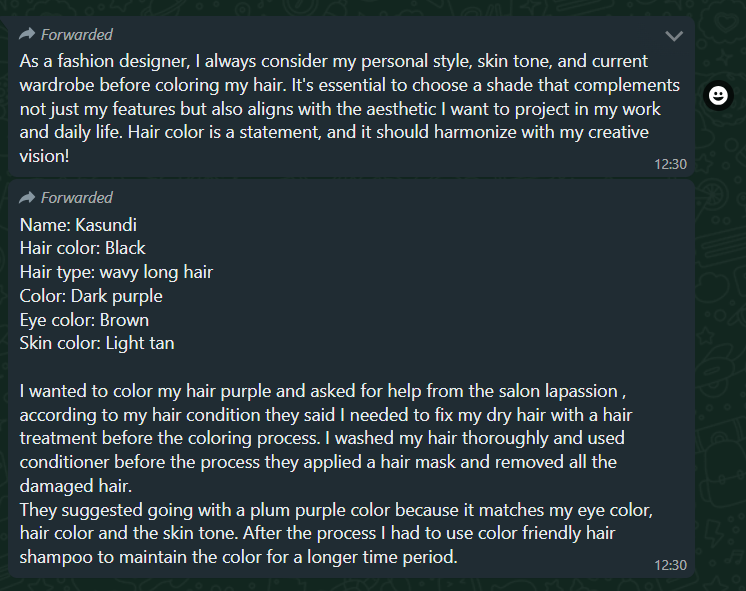 Forwarded
As a fashion designer, I always consider my personal style, skin tone, and current
wardrobe before coloring my hair. It's essential to choose a shade that complements
not just my features but also aligns with the aesthetic I want to project in my work
and daily life. Hair color is a statement, and it should harmonize with my creative
vision!
12:30
Forwarded
Name: Kasundi
Hair color: Black
Hair type: wavy long hair
Color: Dark purple
Eye color: Brown
Skin color: Light tan
I wanted to color my hair purple and asked for help from the salon lapassion ,
according to my hair condition they said I needed to fix my dry hair with a hair
treatment before the coloring process. I washed my hair thoroughly and used
conditioner before the process they applied a hair mask and removed all the
damaged hair.
They suggested going with a plum purple color because it matches my eye color,
hair color and the skin tone. After the process I had to use color friendly hair
shampoo to maintain the color for a longer time period.
12:30